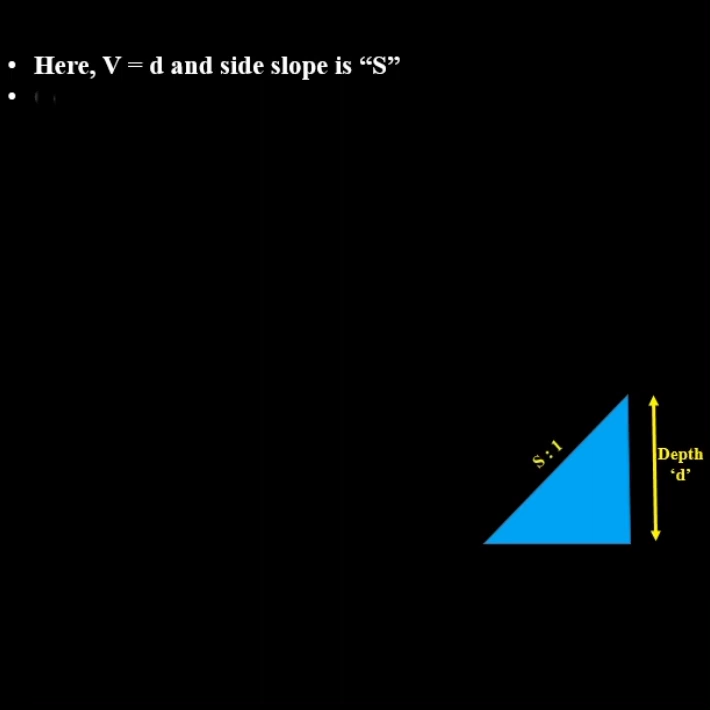 • Here, V = d and side slope is “S”
•
S : 1
Depth
‘d’